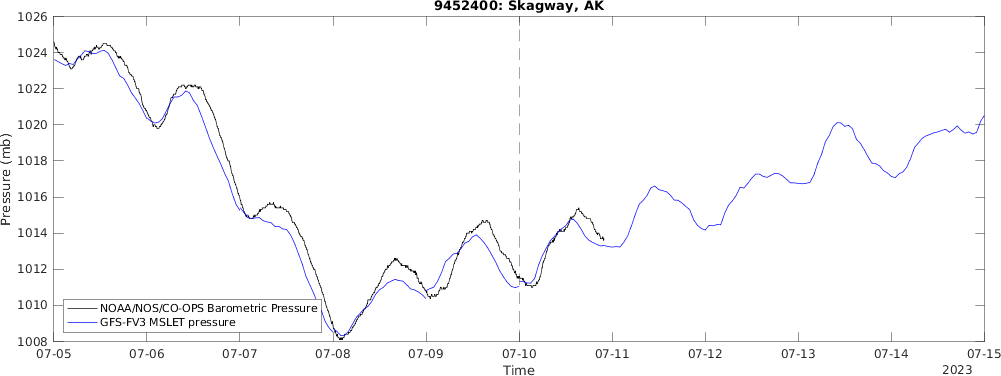 9452400: Skagway, AK
Pressure (mb)
1026
1024
1022
1020
1018
1016
1014
1012
1010
1008
NOAA/NOS/CO-OPS Barometric Pressure
GFS-FV3 MSLET pressure
07-05 07-06 07-07 07-08 07-09 07-10 07-11 07-12 07-13 07-14 07-15
Time
2023